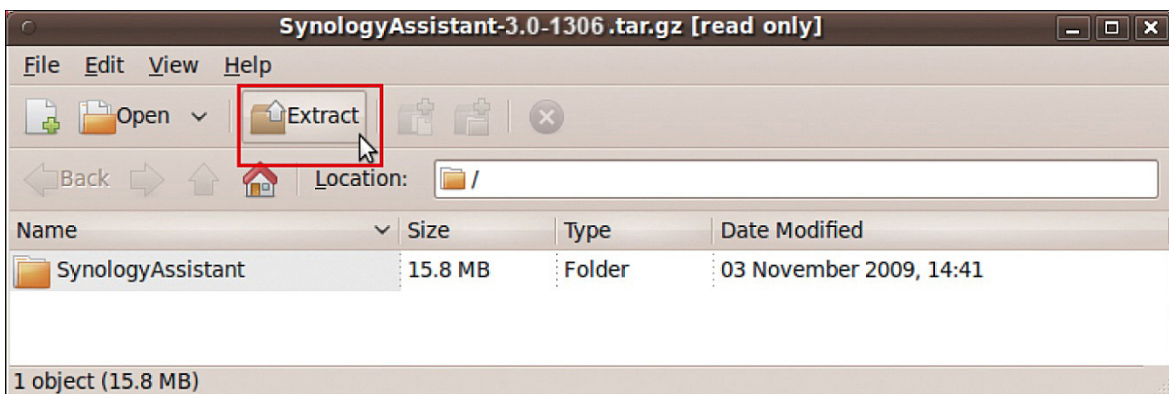 SynologyAssistant-3.0-1306.tar.gz [read only]
File Edit View Help
Open Extract
Back Location: /
Name Size Type Date Modified
SynologyAssistant 15.8 MB Folder 03 November 2009, 14:41
1 object (15.8 MB)